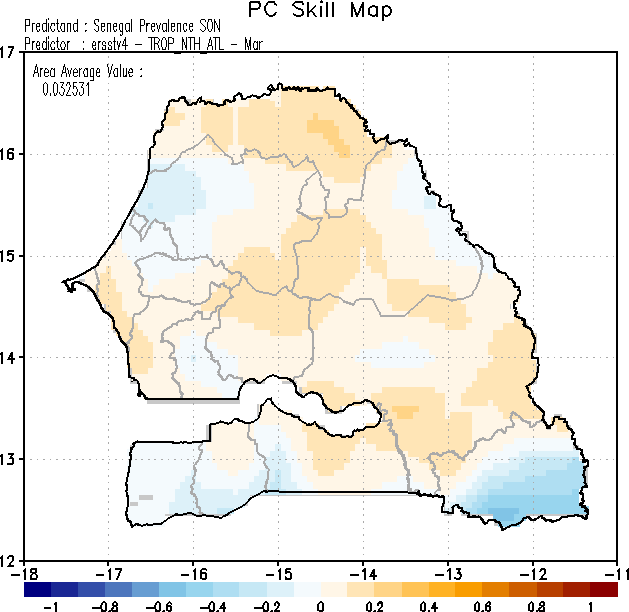 PC Skill Map
Predictand : Senegal Prevalence SON
Predictor : ersstv4 - TROP_NTH_ATL - Mar
Area Average Value :
0.032531
17
16
15
14
13
12
-18 -17 -16 -15 -14 -13 -12 -11
-1 -0.8 -0.6 -0.4 -0.2 0 0.2 0.4 0.6 0.8 1